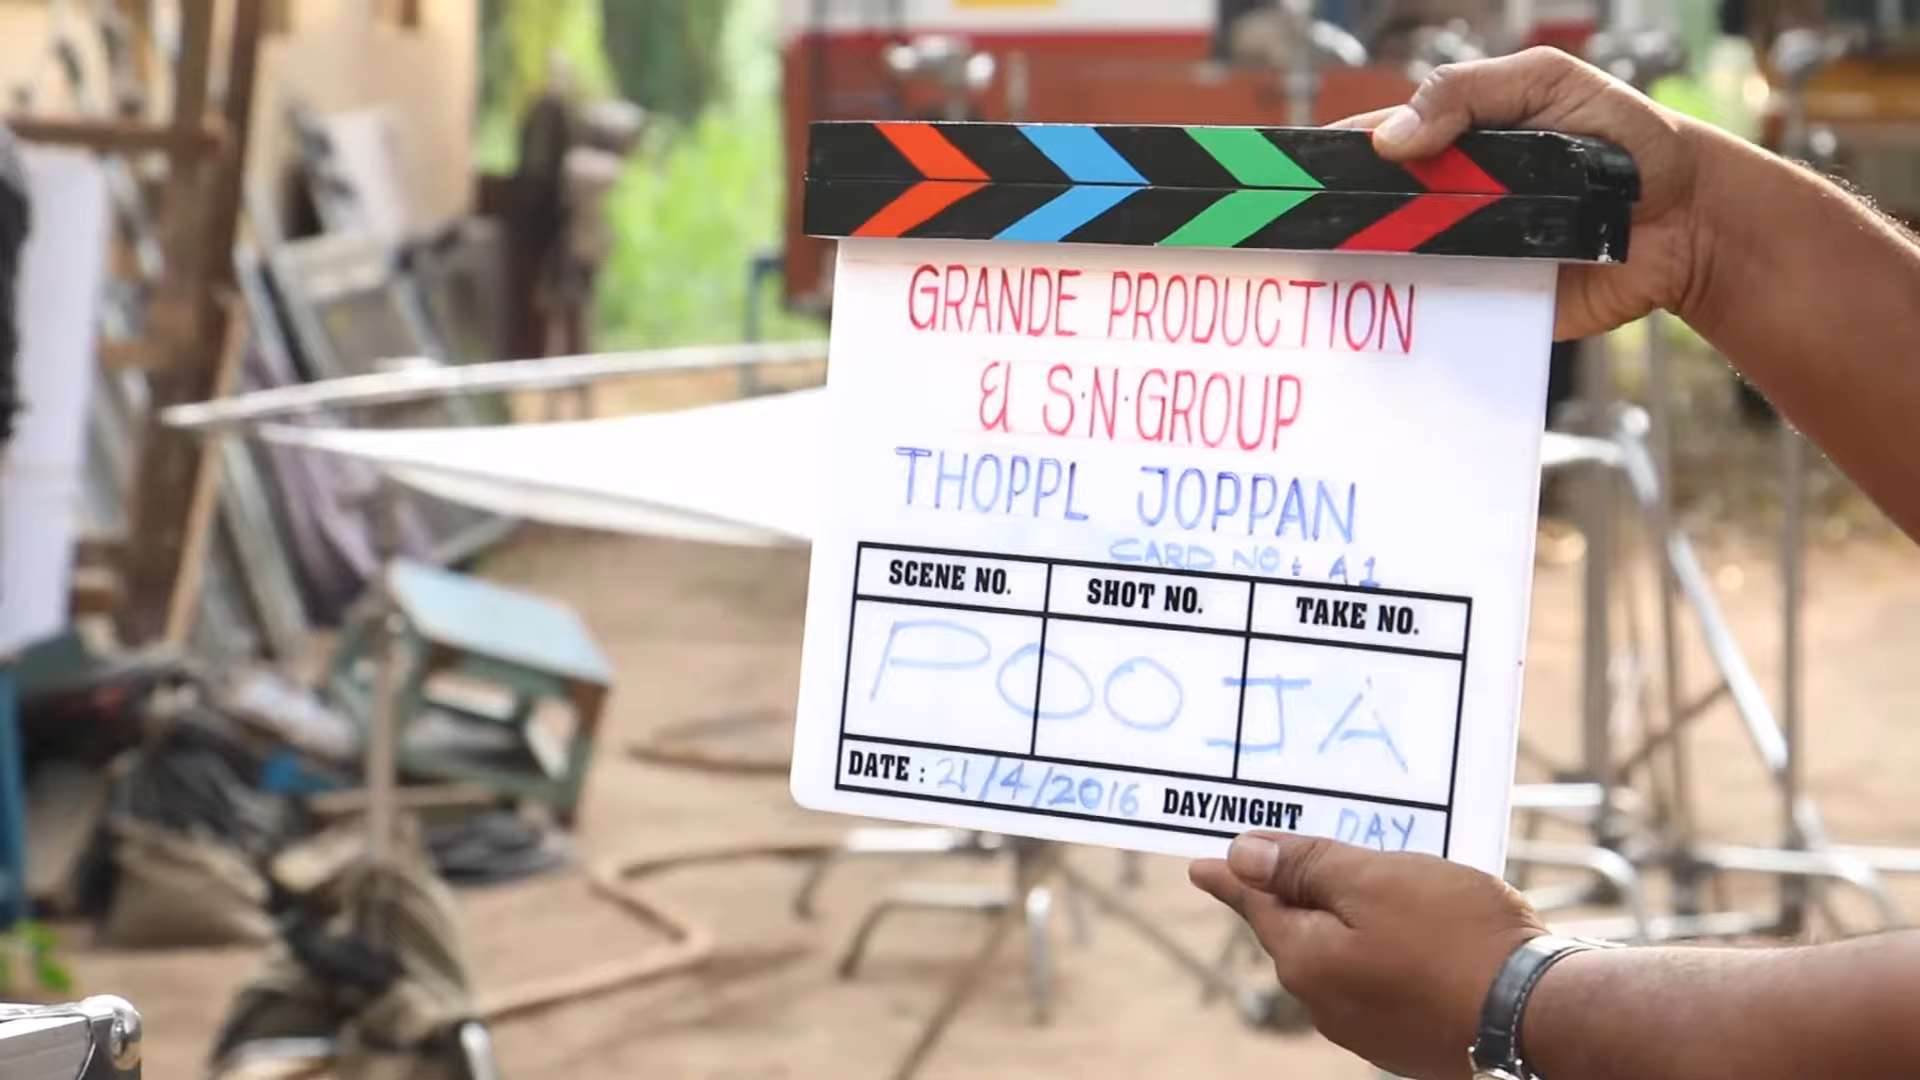 GRANDE PRODUCTION
& S.N.GROUP
THOPPL JOPPAN
CARD NO: A1
SCENE NO. SHOT NO. TAKE NO.
POOJA
DATE: 21/4/2016 DAY/NIGHT DAY